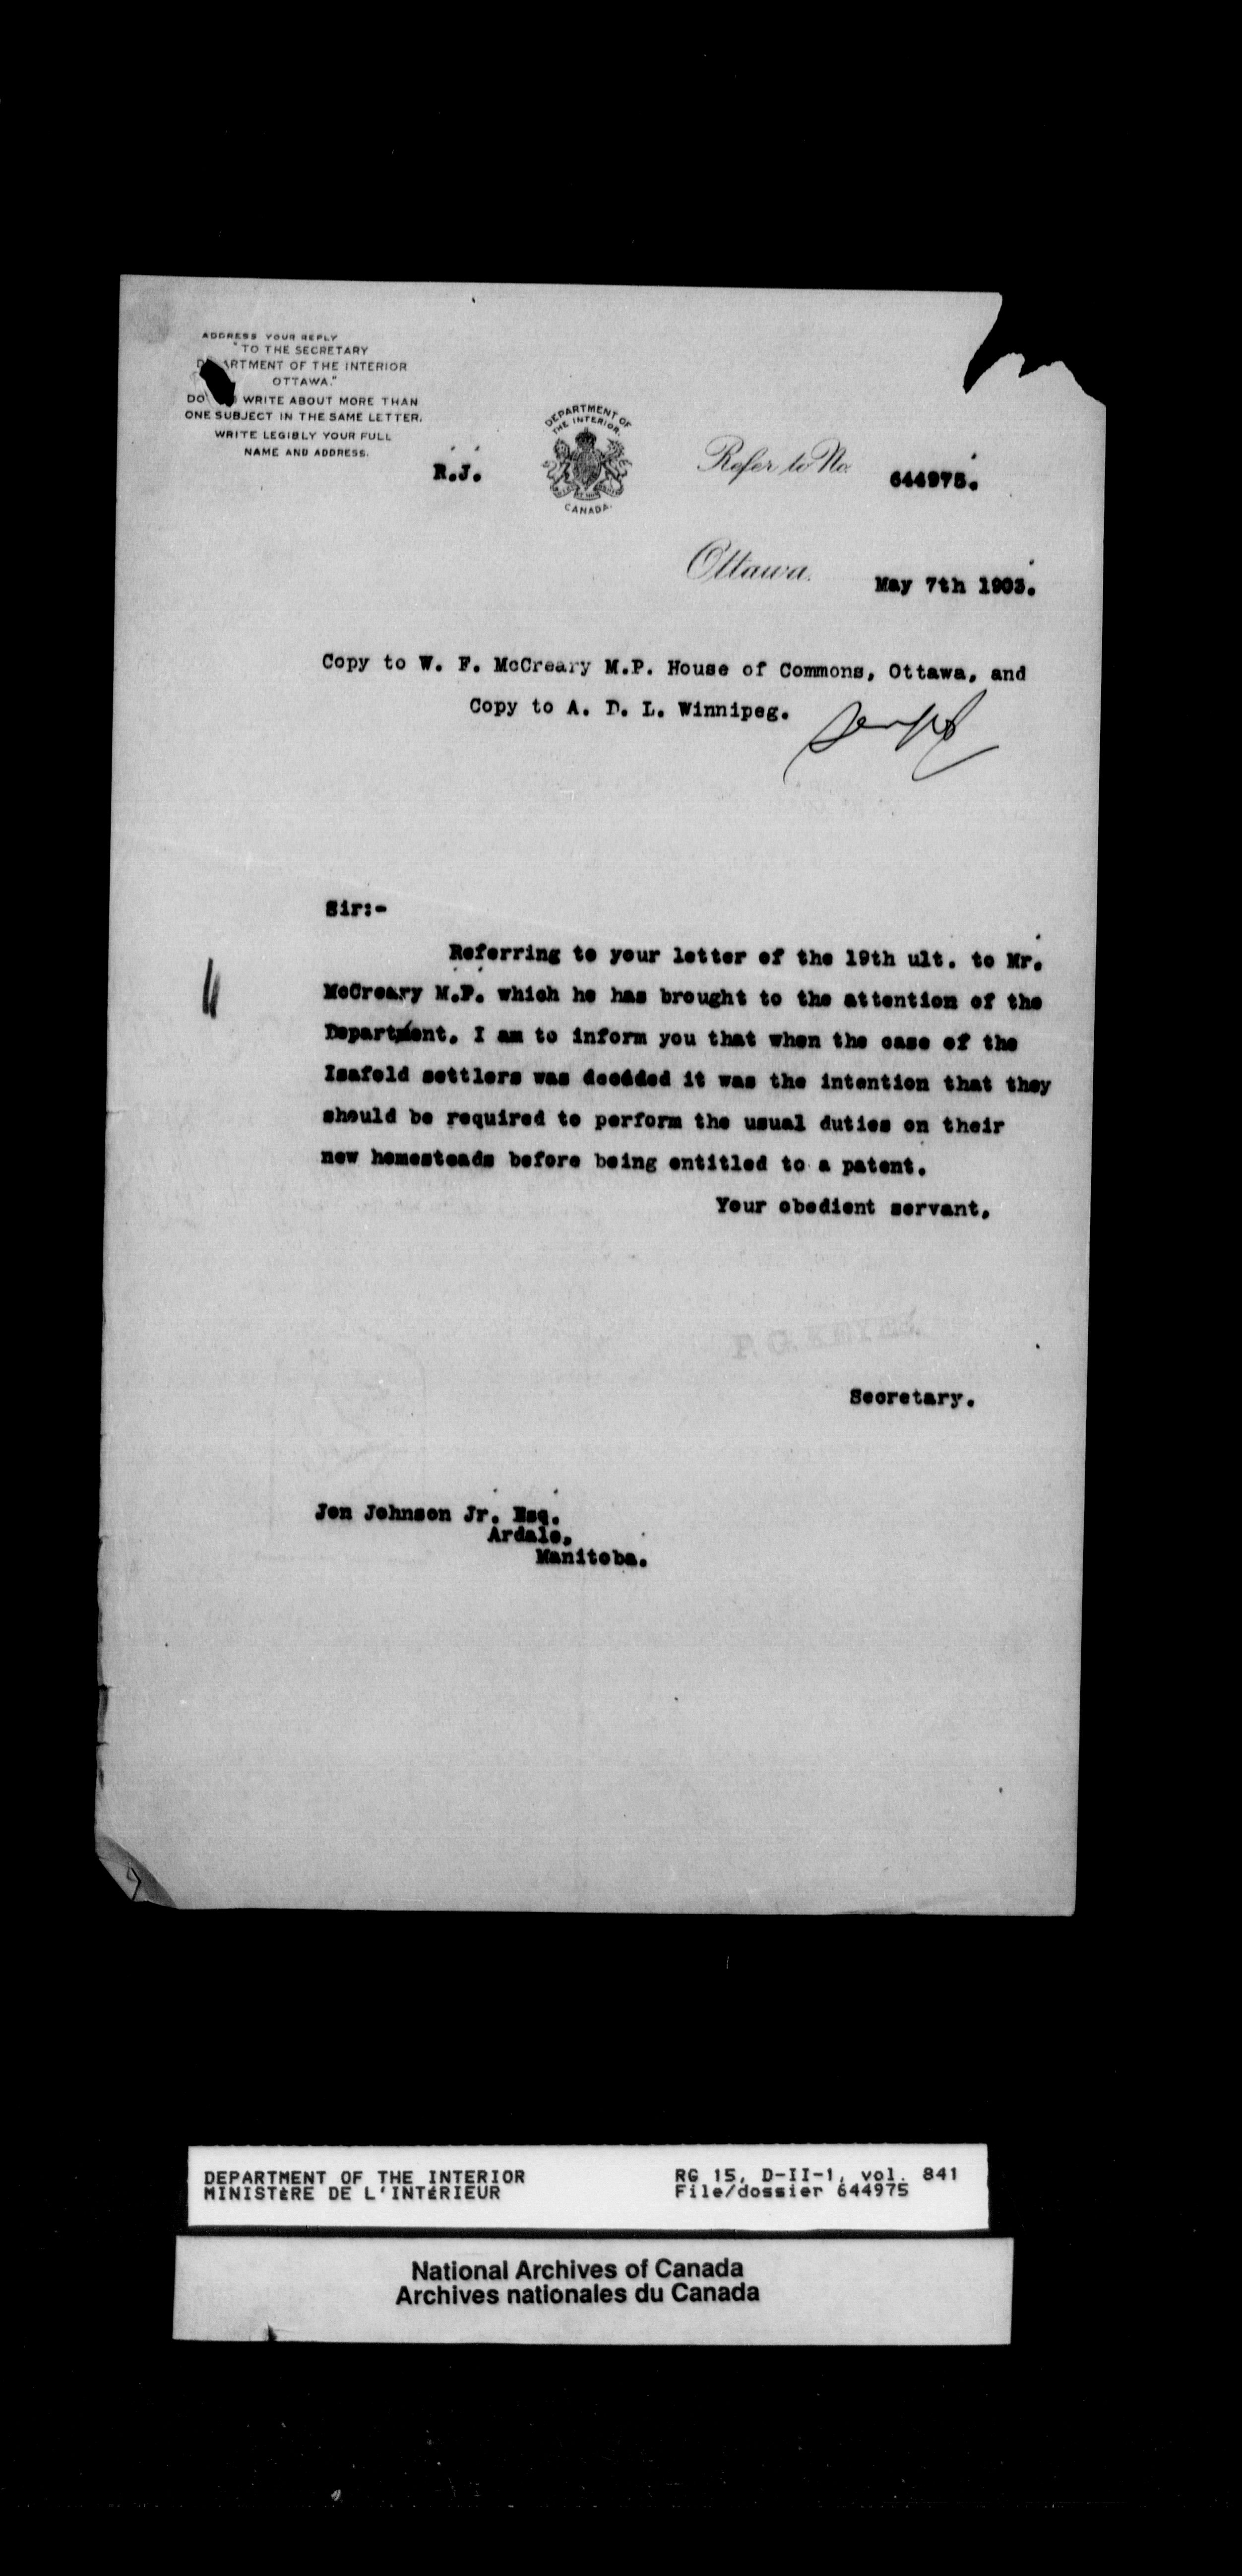 ADDRESS YOUR REPLY
"TO THE SECRETARY
DEPARTMENT OF THE INTERIOR
OTTAWA."
DO WRITE ABOUT MORE THAN
ONE SUBJECT IN THE SAME LETTER.
WRITE LEGIBLY YOUR FULL
NAME AND ADDRESS.
R.J.
DEPARTMENT OF
THE INTERIOR.
CANADA.
Refer to No. 644975.
Ottawa. May 7th 1903.
Copy to W. F. McCreary M.P. House of Commons, Ottawa, and
Copy to A. D. L. Winnipeg.
Sir:-
Referring to your letter of the 19th ult. to Mr.
McCreary M.P. which he has brought to the attention of the
Department. I am to inform you that when the case of the
Isafold settlers was decided it was the intention that they
should be required to perform the usual duties on their
new homesteads before being entitled to a patent.
Your obedient servant,
P. G. KEYES.
Secretary.
Jon Johnson Jr. Esq.
Ardale,
Manitoba.
DEPARTMENT OF THE INTERIOR
MINISTÈRE DE L'INTÉRIEUR
RG 15, D-II-1, vol. 841
File/dossier 644975
National Archives of Canada
Archives nationales du Canada